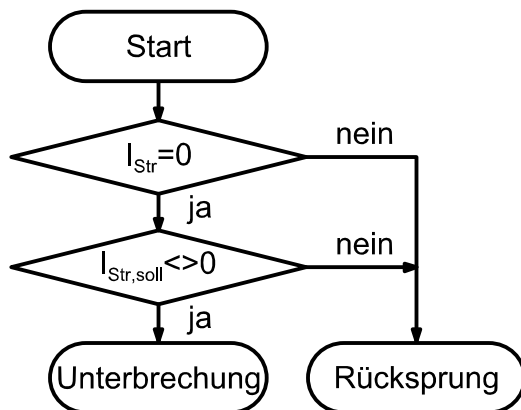 Start
nein
I_Str=0
ja
nein
I_Str,soll<>0
ja
Unterbrechung
Rücksprung